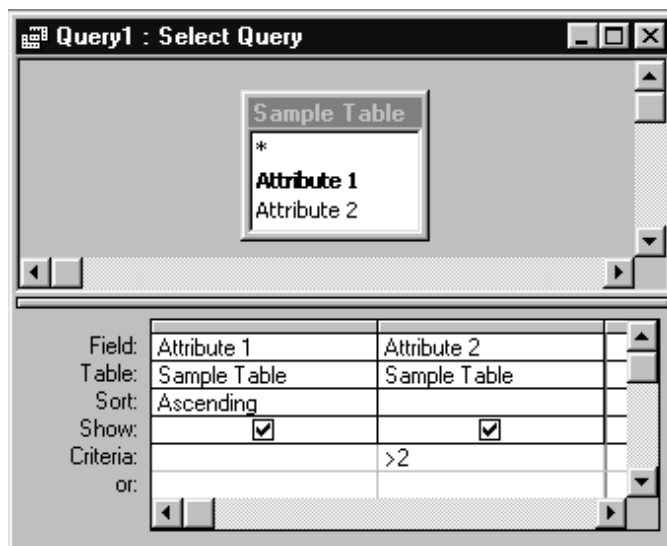 Query1 : Select Query
Sample Table
*
Attribute 1
Attribute 2
Field: Attribute 1 Attribute 2
Table: Sample Table Sample Table
Sort: Ascending
Show:
Criteria: >2
or: